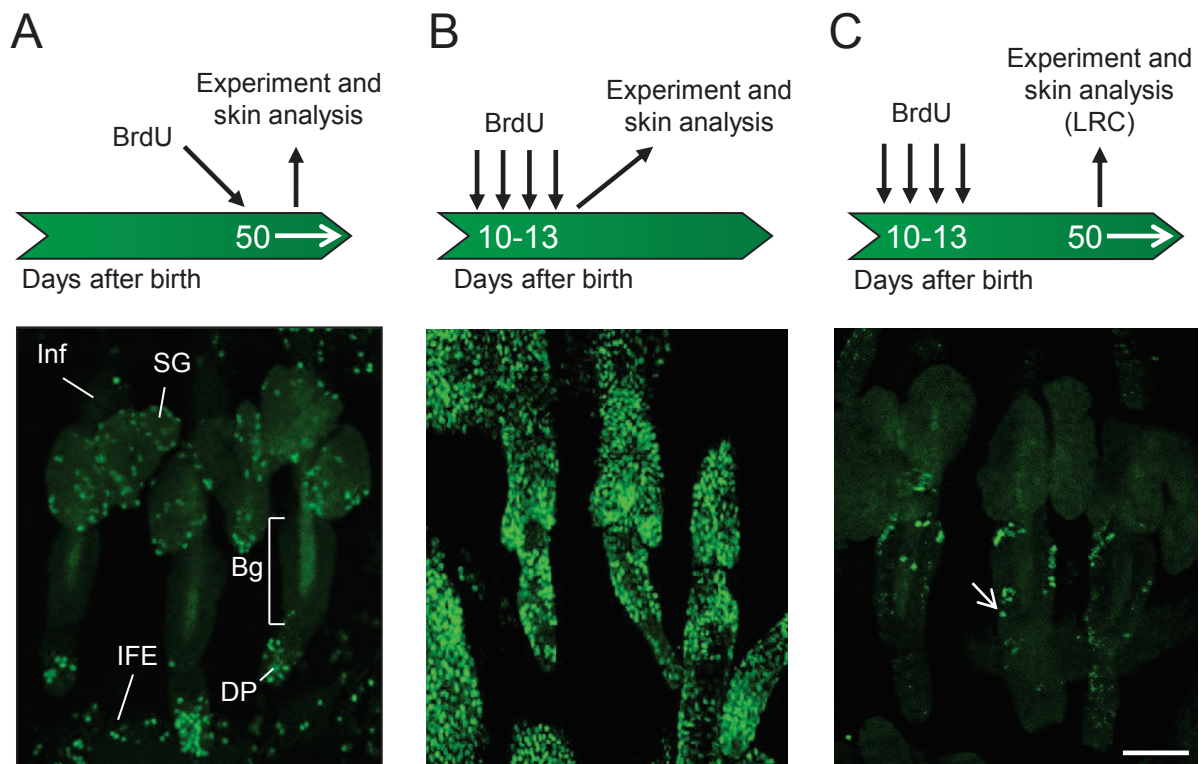 A
Experiment and
skin analysis
BrdU
50
Days after birth
Inf
SG
Bg
IFE
DP
B
Experiment and
skin analysis
BrdU
10-13
Days after birth
C
Experiment and
skin analysis
(LRC)
BrdU
10-13
50
Days after birth